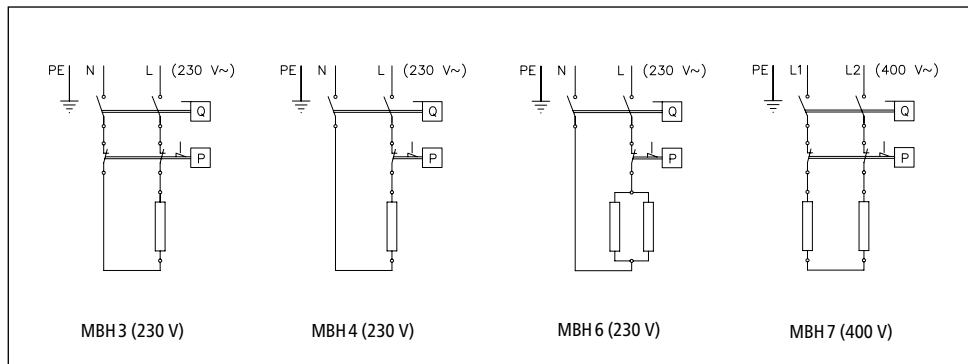 PE N L (230 V~)
Q
P
MBH 3 (230 V)
PE N L (230 V~)
Q
P
MBH 4 (230 V)
PE N L (230 V~)
Q
P
MBH 6 (230 V)
PE L1 L2 (400 V~)
Q
P
MBH 7 (400 V)